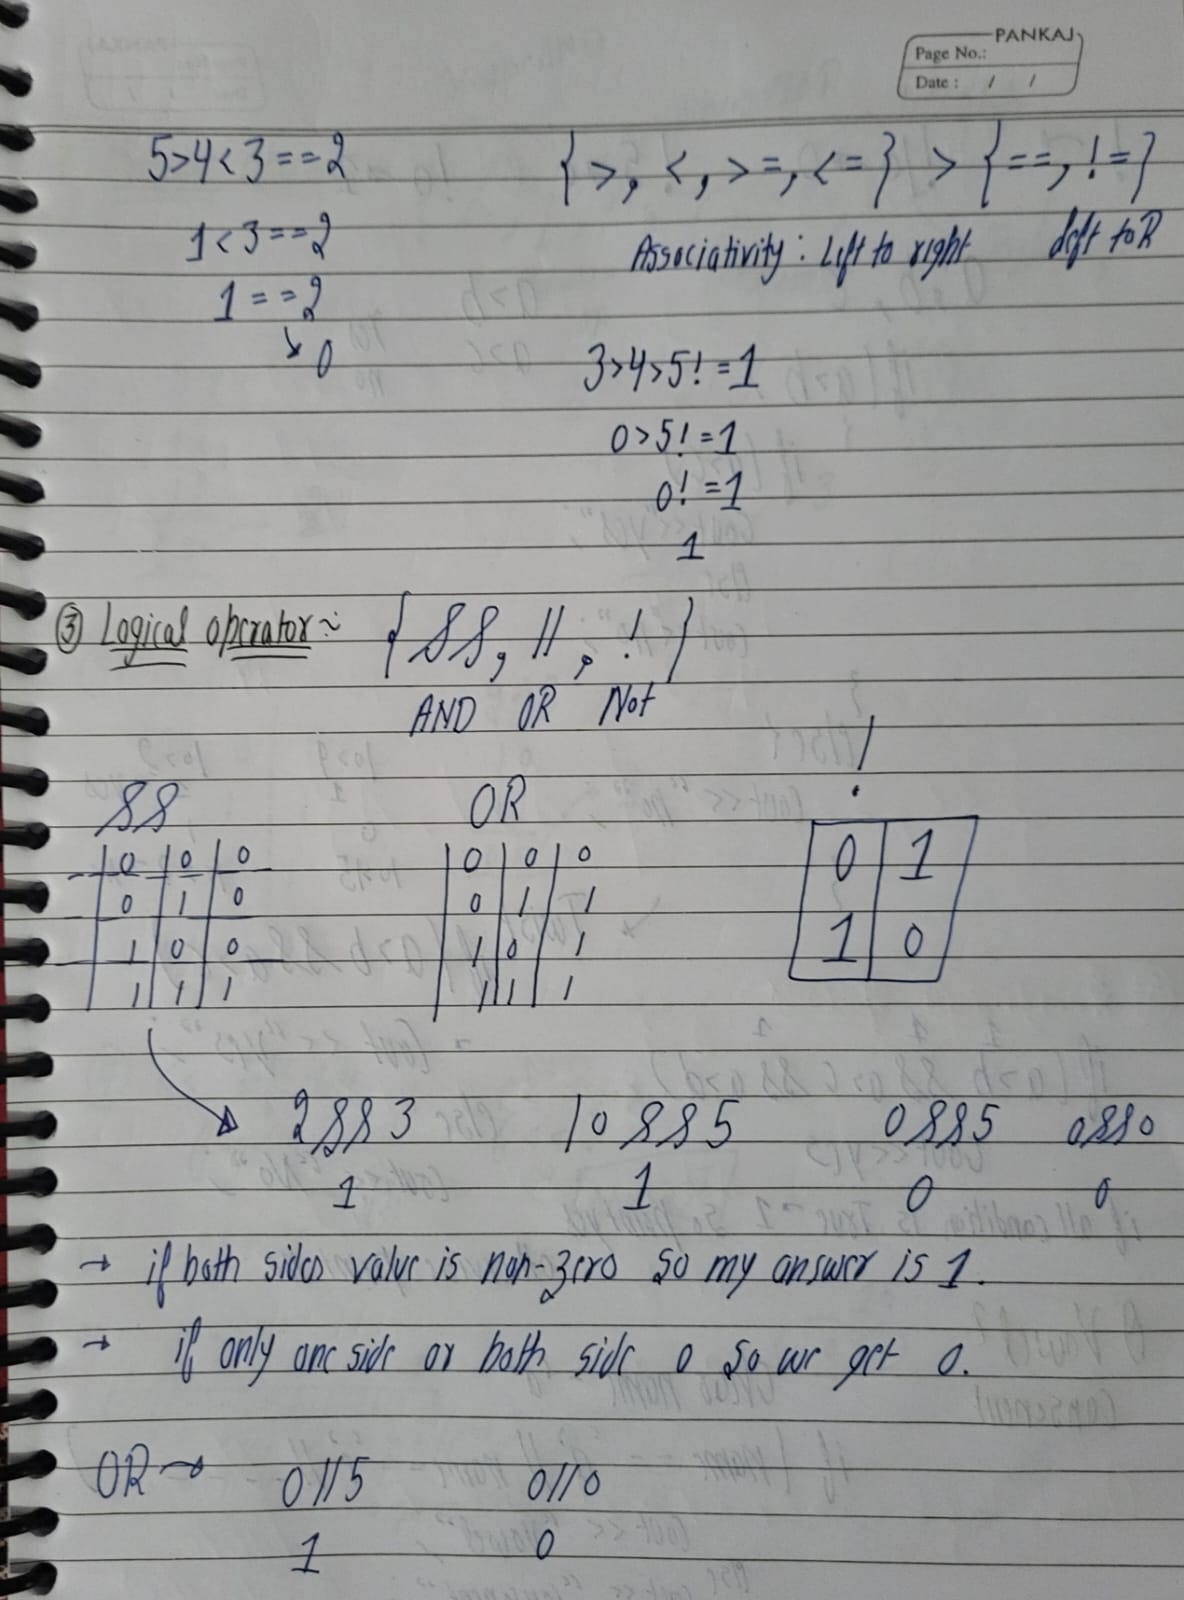 PANKAJ
Page No.:
Date : / /
5>4<3==2
{>, <, >=, <=} > {==, !=}
1<3==2
Associativity: Left to right Left to R
1==2
0
3>4>5!=1
0>5!=1
0!=1
1
③ Logical operator:~ {&&, ||, !}
AND OR Not
&& OR !
0 0 0
0 1 0
1 0 0
1 1 1
0 0 0
0 1 1
1 0 1
1 1 1
0 1
1 0
2&&3 10&&5 0&&5 0&&0
1 1 0 0
→ if both sides value is non-zero so my answer is 1.
→ if only one side or both side 0 so we get 0.
OR → 0||5 0||0
1 0